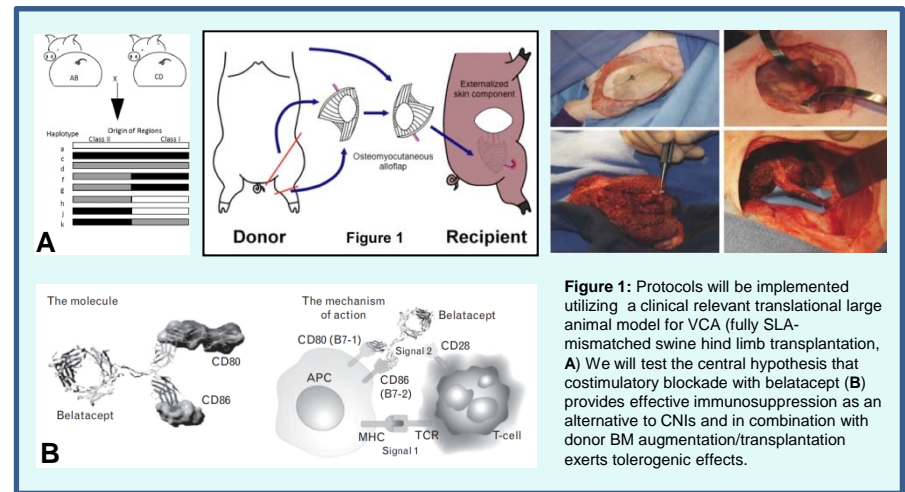 AB
X
CD
Haplotype
Origin of Regions
Class II
Class I
a
c
d
f
g
h
j
k
A
Externalized
skin component
Osteomyocutaneous
alloflap
Donor
Figure 1
Recipient
The molecule
CD80
CD86
Belatacept
B
The mechanism
of action
Belatacept
CD80 (B7-1)
Signal 2
CD28
APC
CD86
(B7-2)
MHC
TCR
Signal 1
T-cell
Figure 1: Protocols will be implemented
utilizing a clinical relevant translational large
animal model for VCA (fully SLA-
mismatched swine hind limb transplantation,
A) We will test the central hypothesis that
costimulatory blockade with belatacept (B)
provides effective immunosuppression as an
alternative to CNIs and in combination with
donor BM augmentation/transplantation
exerts tolerogenic effects.